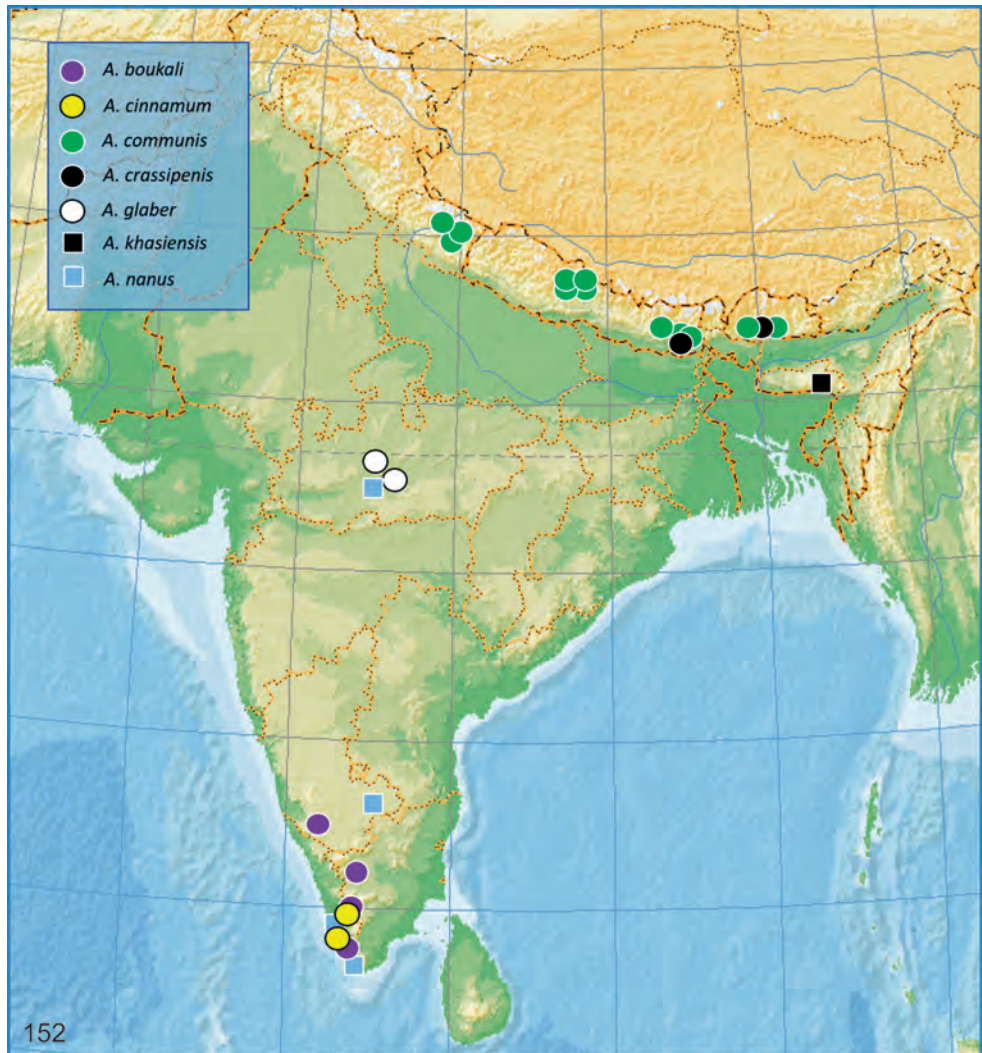 A. boukali
A. cinnamum
A. communis
A. crassipenis
A. glaber
A. khasiensis
A. nanus
152